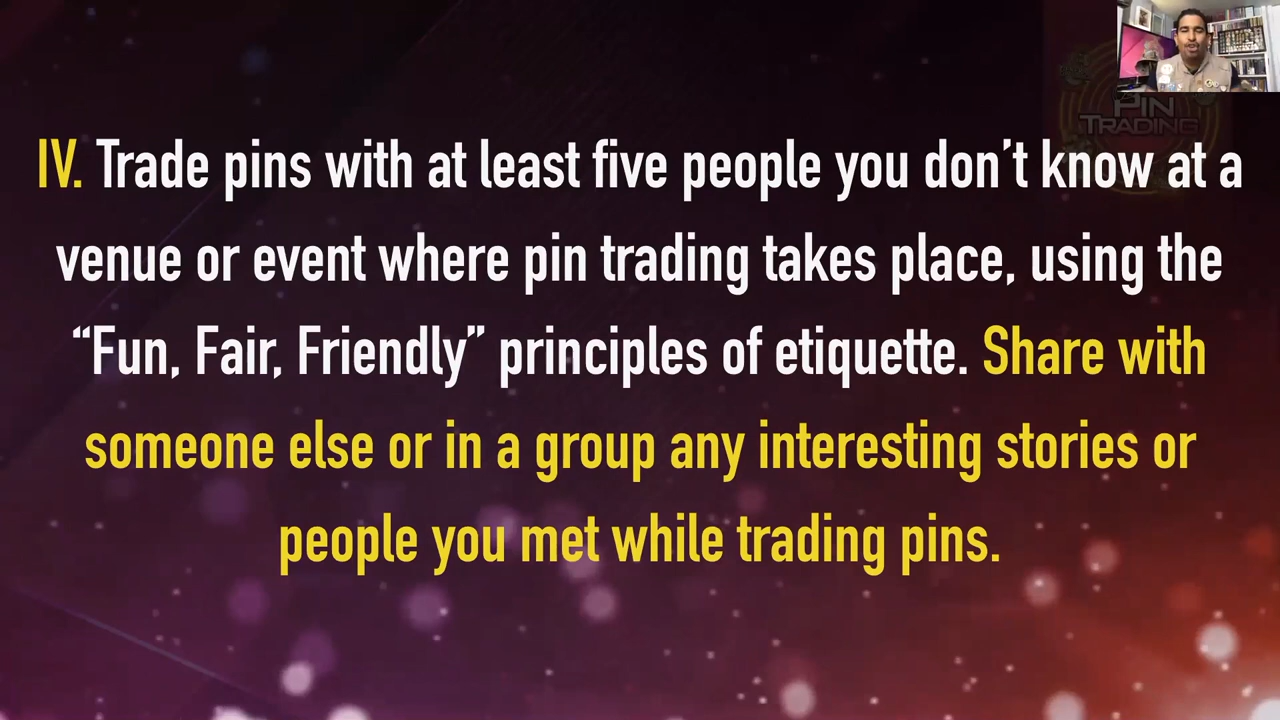 PIN
TRADING
IV. Trade pins with at least five people you don’t know at a
venue or event where pin trading takes place, using the
“Fun, Fair, Friendly” principles of etiquette. Share with
someone else or in a group any interesting stories or
people you met while trading pins.